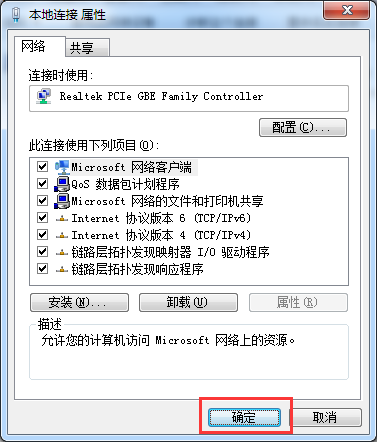 本地连接 属性
网络
共享
连接时使用：
Realtek PCIe GBE Family Controller
配置(C)...
此连接使用下列项目(O):
Microsoft 网络客户端
QoS 数据包计划程序
Microsoft 网络的文件和打印机共享
Internet 协议版本 6 (TCP/IPv6)
Internet 协议版本 4 (TCP/IPv4)
链路层拓扑发现映射器 I/O 驱动程序
链路层拓扑发现响应程序
安装(N)...
卸载(U)
属性(R)
描述
允许您的计算机访问 Microsoft 网络上的资源。
确定
取消